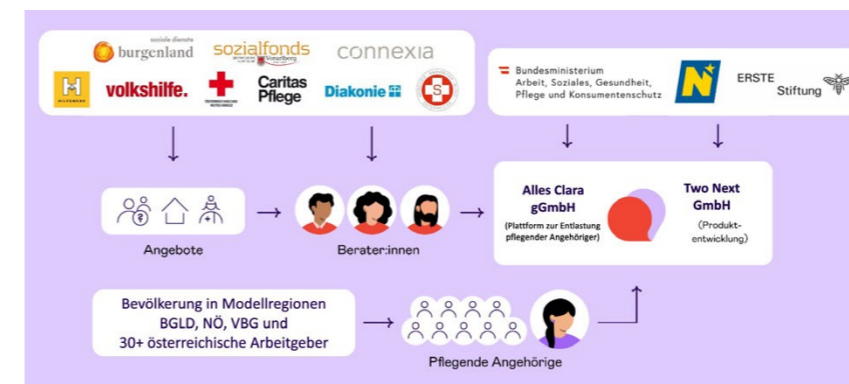 soziale dienste
burgenland
sozialfonds
Vorarlberg
connexia
HILFSWERK
volkshilfe.
Caritas
Pflege
Diakonie
S
Bundesministerium
Arbeit, Soziales, Gesundheit,
Pflege und Konsumentenschutz
N
ERSTE
Stiftung
Angebote
Berater:innen
Alles Clara
gGmbH
(Plattform zur Entlastung
pflegender Angehöriger)
Two Next
GmbH
(Produkt-
entwicklung)
Bevölkerung in Modellregionen
BGLD, NÖ, VBG und
30+ österreichische Arbeitgeber
Pflegende Angehörige